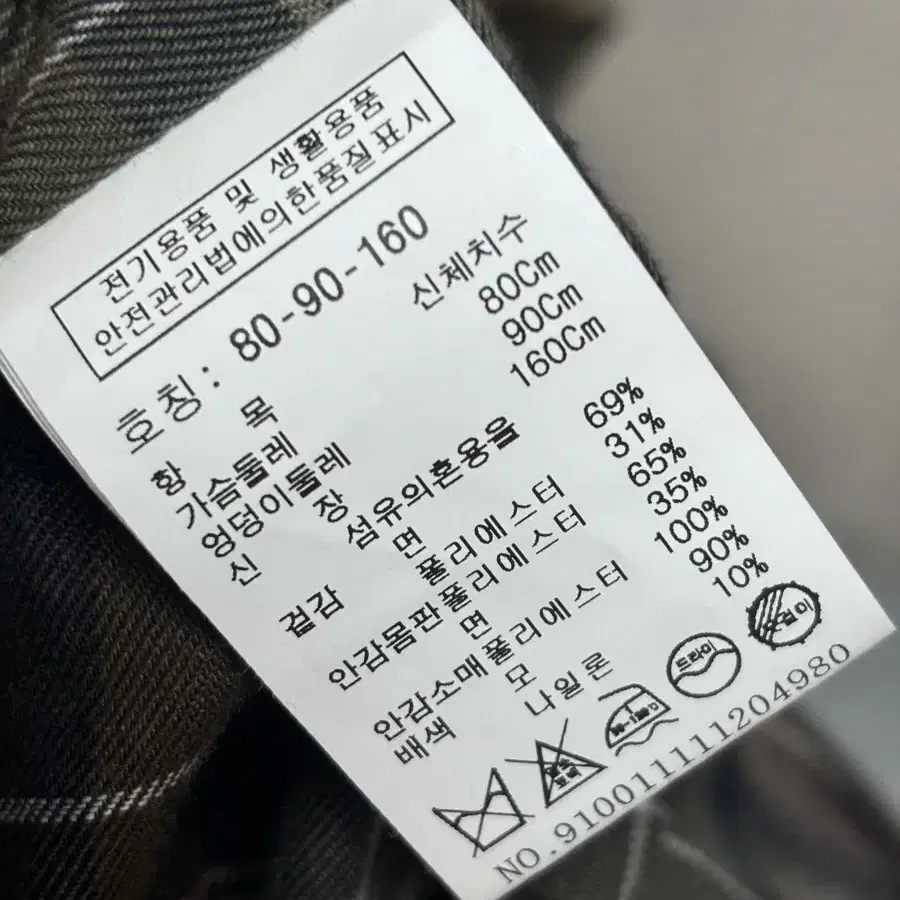 전기용품 및 생활용품
안전관리법에의한품질표시
호칭: 80-90-160
항 목 신체치수
가슴둘레 80Cm
엉덩이둘레 90Cm
신 장 160Cm
섬유의혼용율
겉감 면 69%
폴리에스터 31%
안감몸판폴리에스터 65%
면 35%
안감소매폴리에스터 100%
배색 모 90%
나일론 10%
드라이
NO.9100111111204980